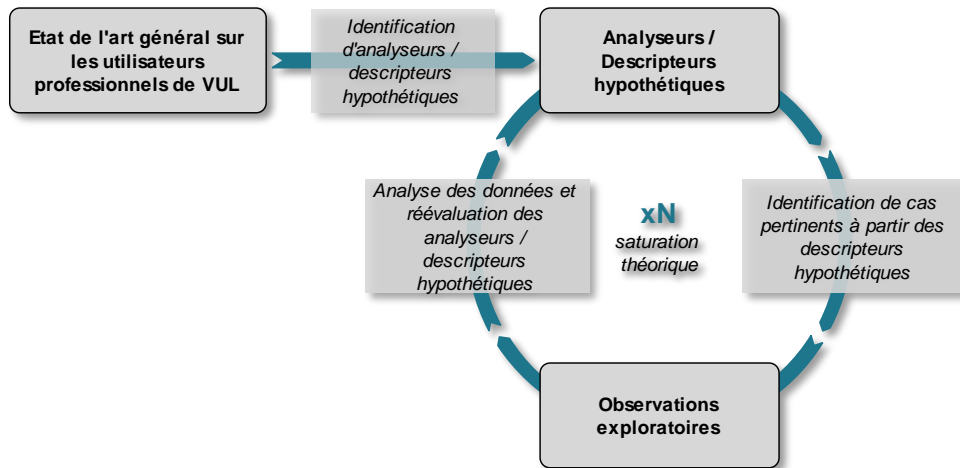 Etat de l'art général sur
les utilisateurs
professionnels de VUL
Identification
d'analyseurs /
descripteurs
hypothétiques
Analyseurs /
Descripteurs
hypothétiques
Analyse des données et
réévaluation des
analyseurs /
descripteurs
hypothétiques
xN
saturation
théorique
Identification de cas
pertinents à partir des
descripteurs
hypothétiques
Observations
exploratoires